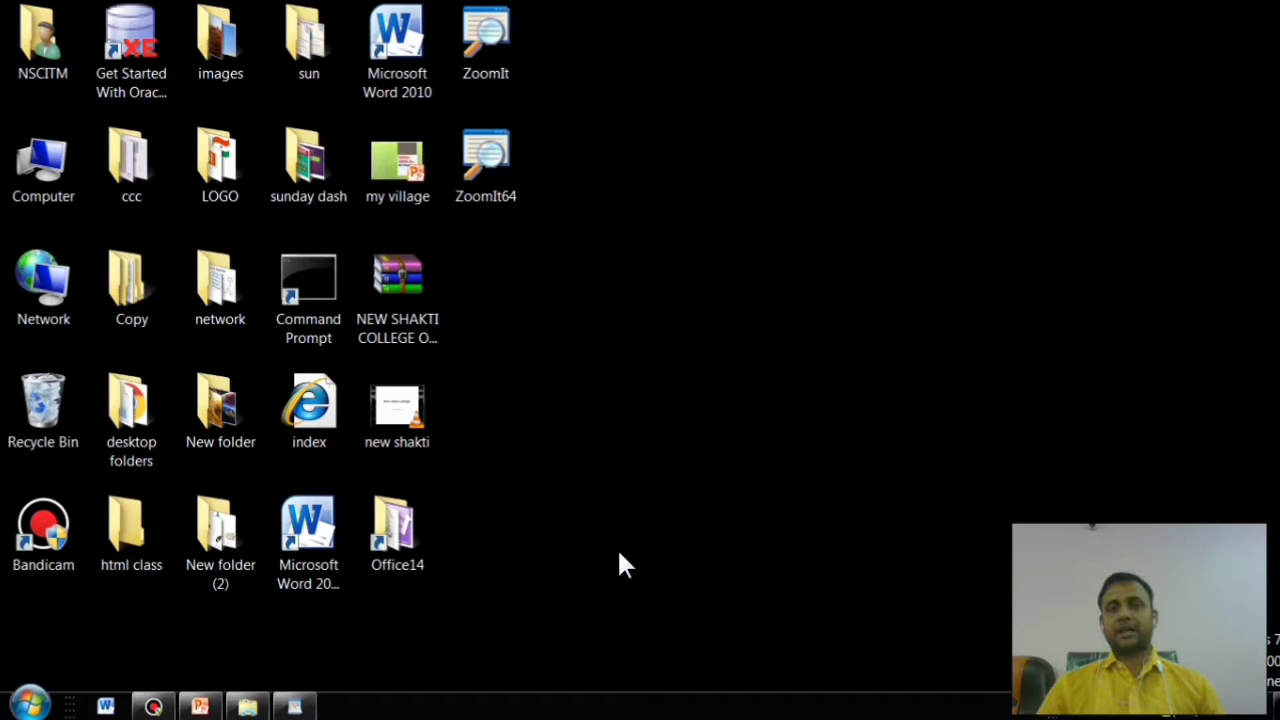 NSCITM
Get Started
With Orac...
XE
images
sun
Microsoft
Word 2010
ZoomIt
Computer
ccc
LOGO
sunday dash
my village
ZoomIt64
Network
Copy
network
Command
Prompt
NEW SHAKTI
COLLEGE O...
Recycle Bin
desktop
folders
New folder
index
new shakti
Bandicam
html class
New folder
(2)
Microsoft
Word 20...
Office14